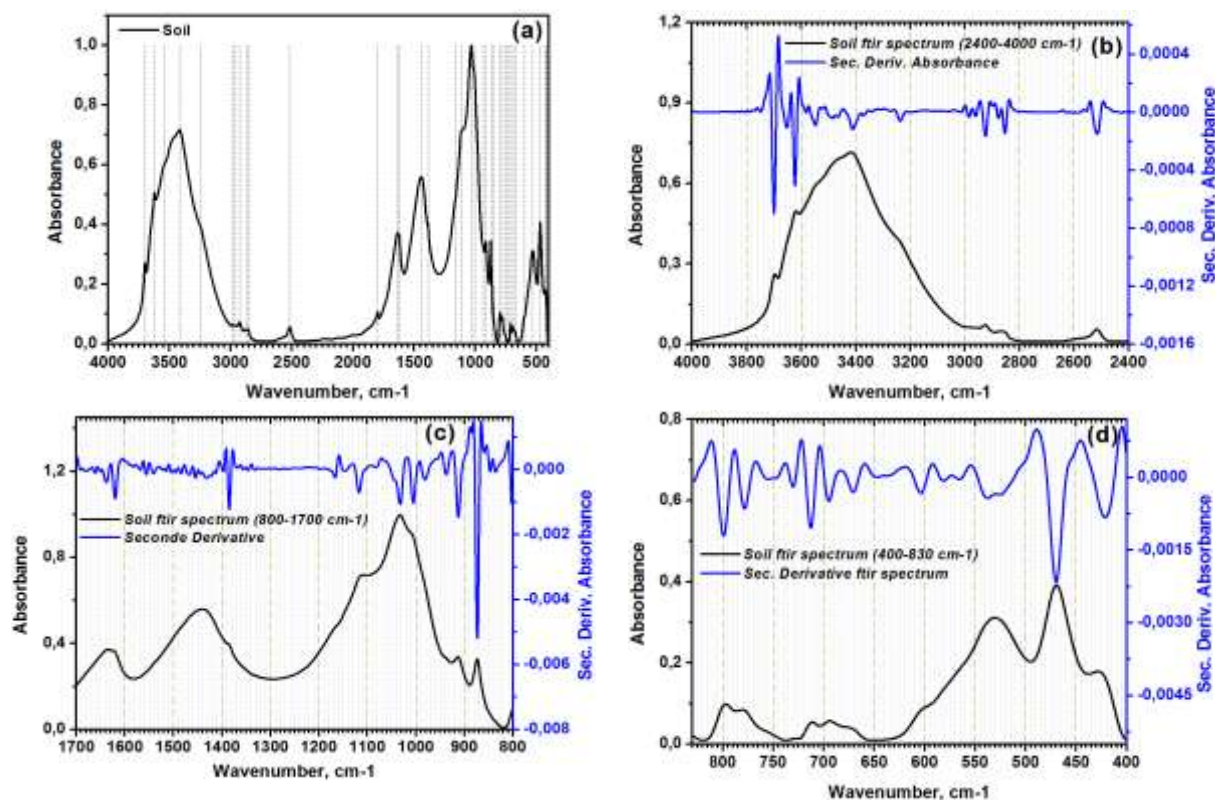 (a)
Soil
1,0
0,8
0,6
0,4
0,2
0,0
Absorbance
4000 3500 3000 2500 2000 1500 1000 500
Wavenumber, cm-1
(b)
Soil ftir spectrum (2400-4000 cm-1)
Sec. Deriv. Absorbance
1,2
0,9
0,6
0,3
0,0
Absorbance
0,0004
0,0000
-0,0004
-0,0008
-0,0012
-0,0016
Sec. Deriv. Absorbance
4000 3800 3600 3400 3200 3000 2800 2600 2400
Wavenumber, cm-1
(c)
Soil ftir spectrum (800-1700 cm-1)
Seconde Derivative
1,2
0,8
0,4
0,0
Absorbance
0,000
-0,002
-0,004
-0,006
-0,008
Sec. Deriv. Absorbance
1700 1600 1500 1400 1300 1200 1100 1000 900 800
Wavenumber, cm-1
(d)
Soil ftir spectrum (400-830 cm-1)
Sec. Derivative ftir spectrum
0,8
0,6
0,4
0,2
0,0
Absorbance
0,0000
-0,0015
-0,0030
-0,0045
Sec. Deriv. Absorbance
800 750 700 650 600 550 500 450 400
Wavenumber, cm-1